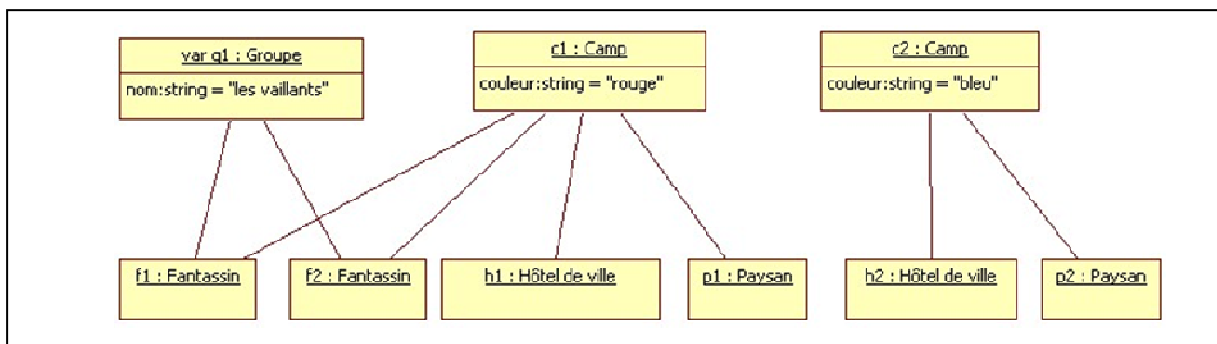 var g1 : Groupe
nom:string = "les vaillants"
c1 : Camp
couleur:string = "rouge"
c2 : Camp
couleur:string = "bleu"
f1 : Fantassin
f2 : Fantassin
h1 : Hôtel de ville
p1 : Paysan
h2 : Hôtel de ville
p2 : Paysan